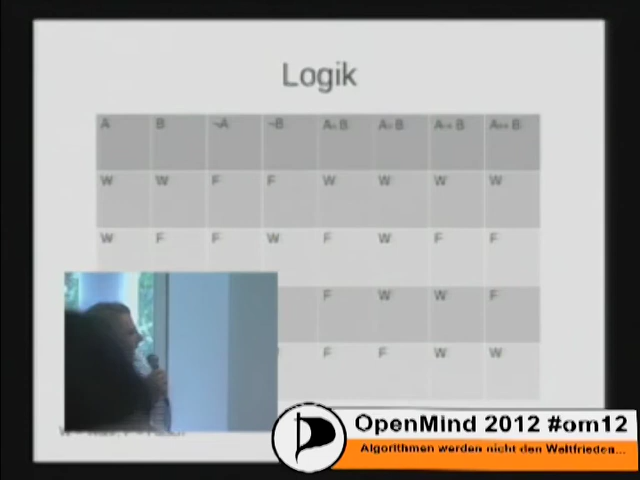 Logik
A B ¬A ¬B A∧B A∨B A→B A↔B
W W F F W W W W
W F F W F W F F
F W W F
F F W W
OpenMind 2012 #om12
Algorithmen werden nicht den Weltfrieden...